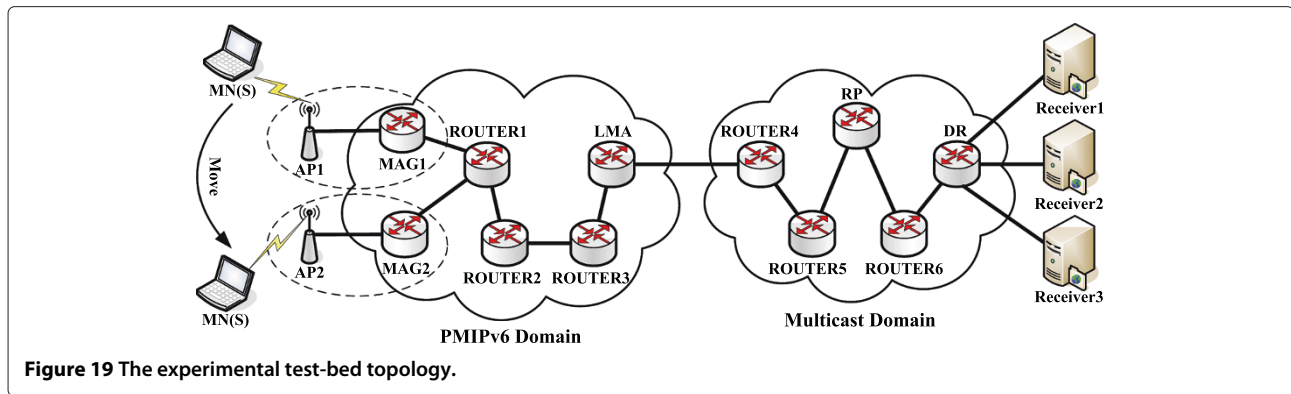 MN(S)
AP1
MAG1
ROUTER1
LMA
ROUTER4
RP
DR
Receiver1
Move
Receiver2
AP2
MAG2
ROUTER2
ROUTER3
ROUTER5
ROUTER6
MN(S)
Receiver3
PMIPv6 Domain
Multicast Domain
Figure 19 The experimental test-bed topology.